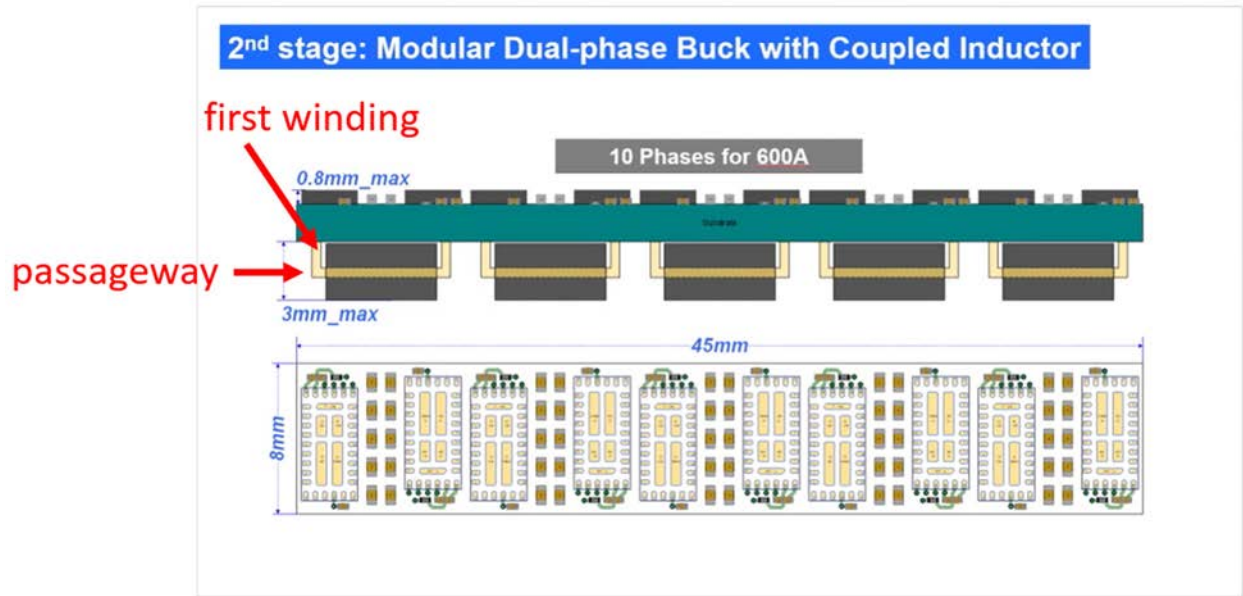 2nd stage: Modular Dual-phase Buck with Coupled Inductor
first winding
10 Phases for 600A
0.8mm_max
passageway
3mm_max
45mm
8mm